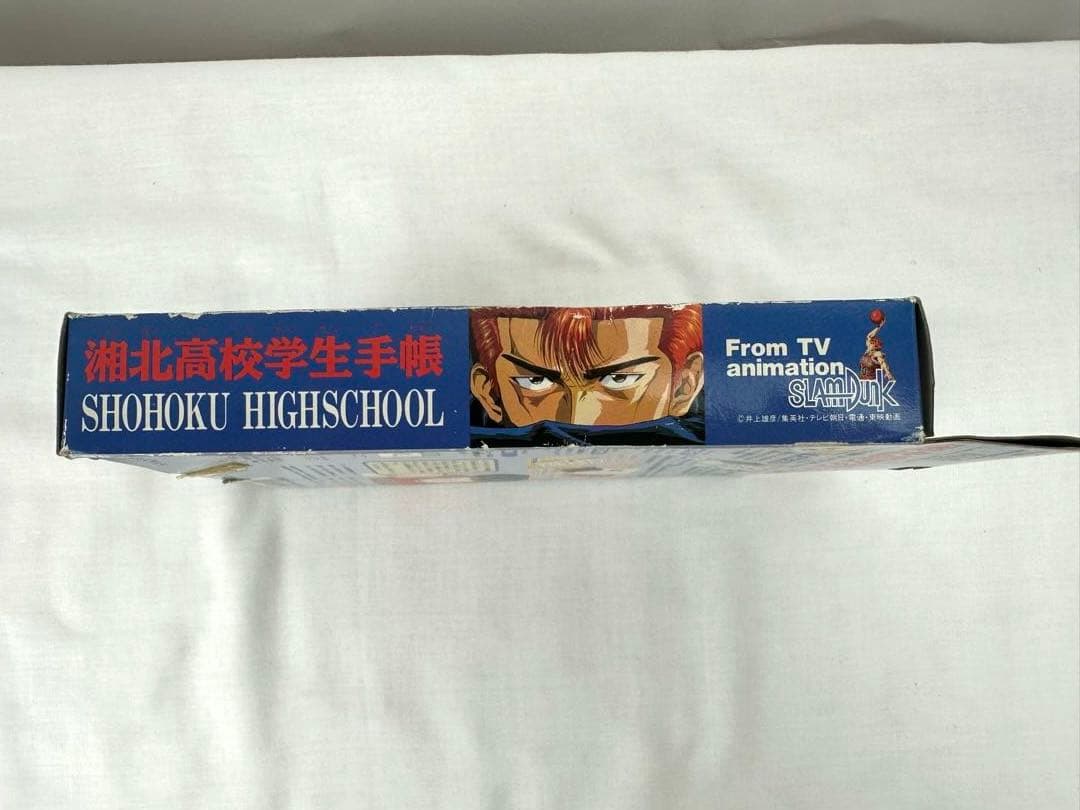 湘北高校学生手帳
SHOHOKU HIGHSCHOOL
From TV
animation
SLAM DUNK
©井上雄彦/集英社・テレビ朝日・電通・東映動画